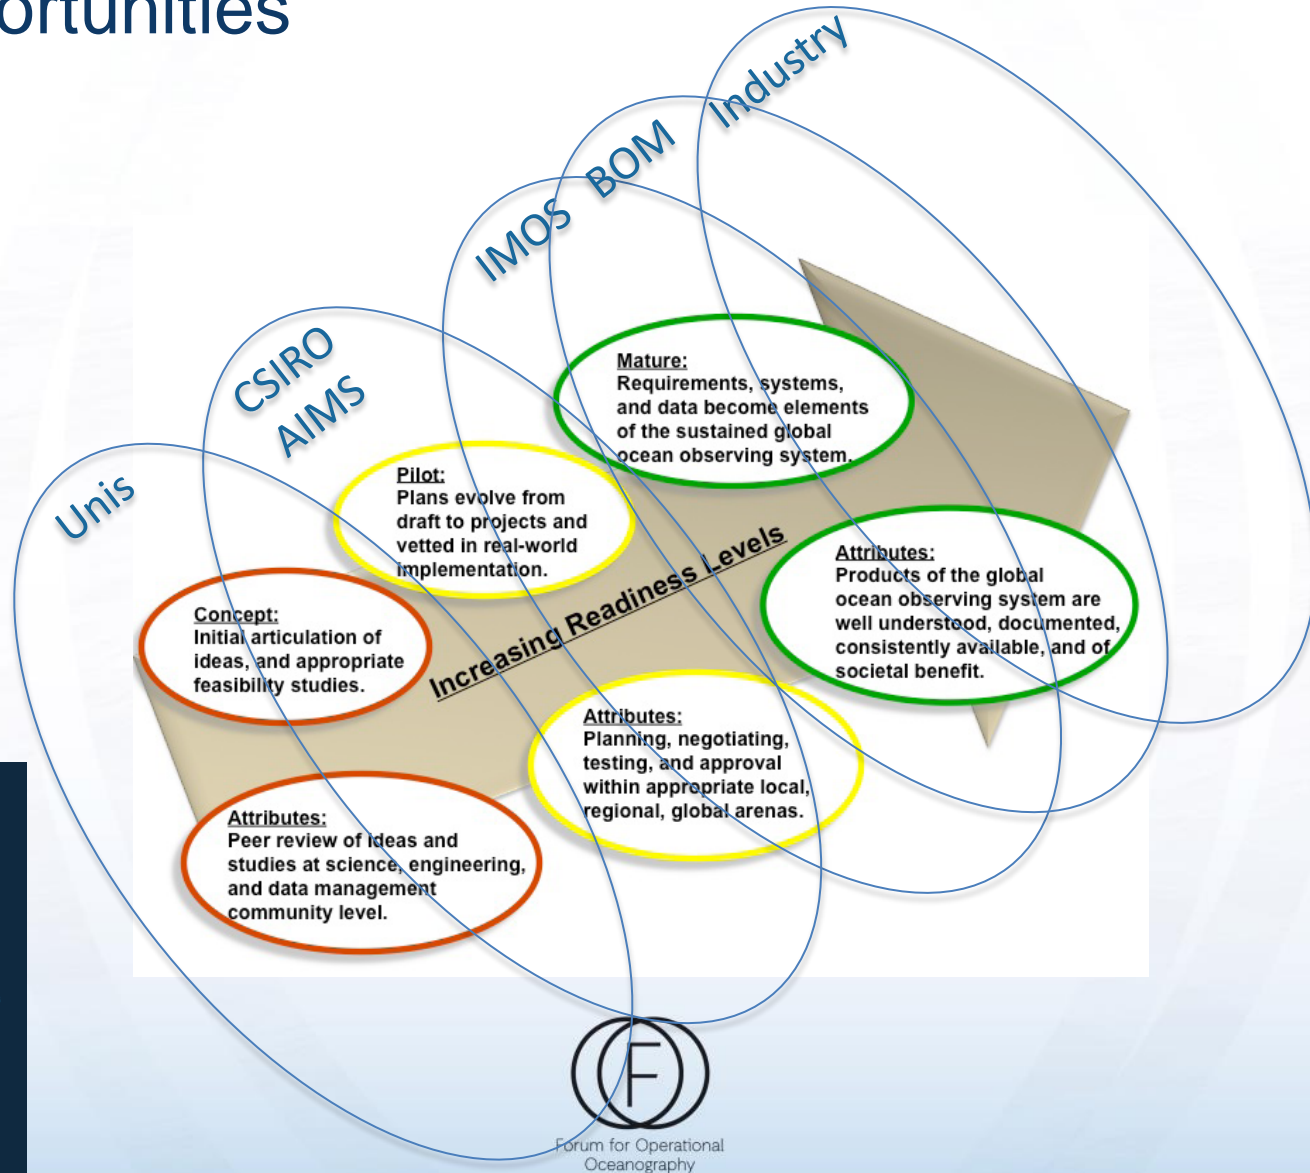 ortunities
Industry
BOM
IMOS
CSIRO
AIMS
Unis
Mature:
Requirements, systems,
and data become elements
of the sustained global
ocean observing system.
Pilot:
Plans evolve from
draft to projects and
vetted in real-world
implementation.
Concept:
Initial articulation of
ideas, and appropriate
feasibility studies.
Increasing Readiness Levels
Attributes:
Products of the global
ocean observing system are
well understood, documented,
consistently available, and of
societal benefit.
Attributes:
Planning, negotiating,
testing, and approval
within appropriate local,
regional, global arenas.
Attributes:
Peer review of ideas and
studies at science, engineering,
and data management
community level.
F
Forum for Operational
Oceanography